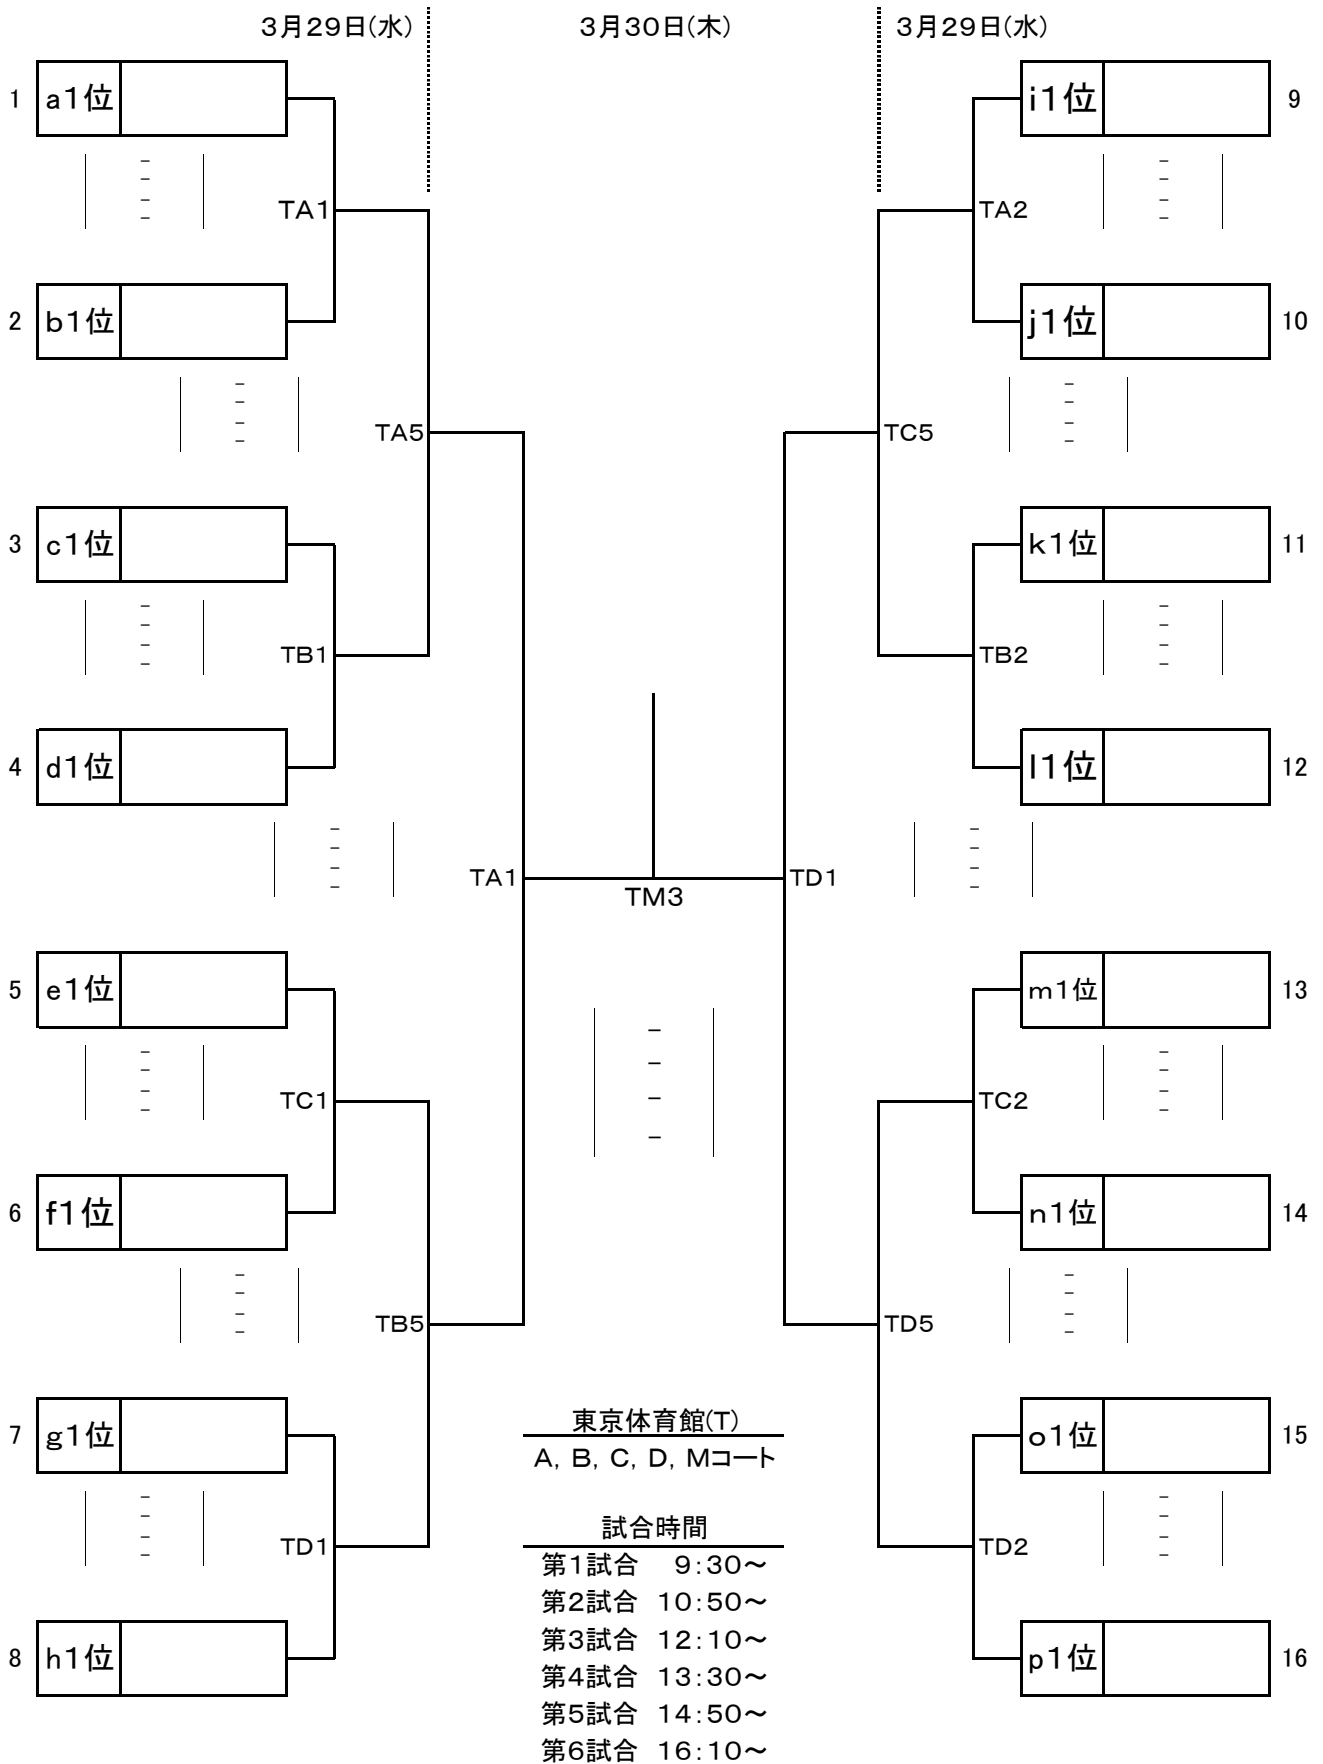 3月29日(水) 3月30日(木) 3月29日(水)
1 a1位 i1位 9
TA1 TA2
2 b1位 j1位 10
TA5 TC5
3 c1位 k1位 11
TB1 TB2
4 d1位 l1位 12
TA1 TD1
TM3
5 e1位 m1位 13
TC1 TC2
6 f1位 n1位 14
TB5 TD5
東京体育館(T)
7 g1位 o1位 15
A, B, C, D, Mコート
試合時間
TD1 TD2
第1試合 9:30～
第2試合 10:50～
第3試合 12:10～
8 h1位 p1位 16
第4試合 13:30～
第5試合 14:50～
第6試合 16:10～